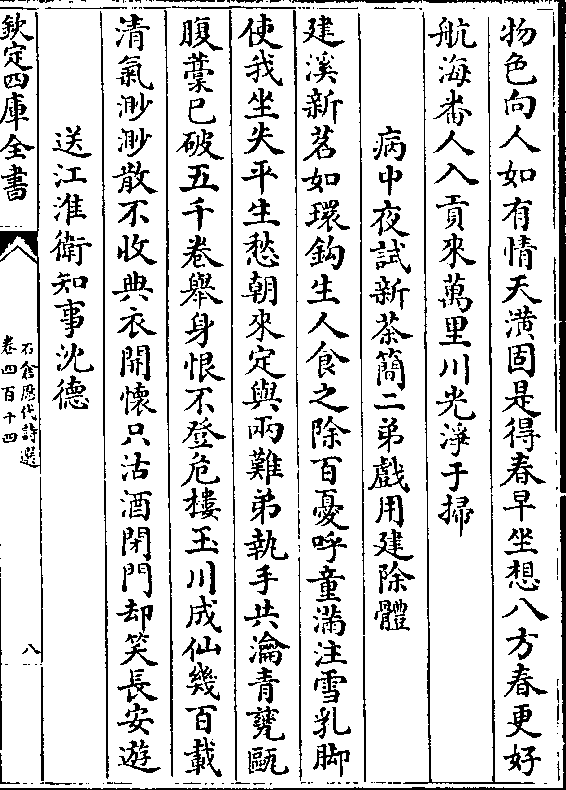 物色向人如有情天潢固是得春早坐想八方春更好
航海畨人入貢來萬里川光淨于掃
病中夜試新茶簡二弟戲用建除體
建溪新茗如環鈎生人食之除百憂呼童滿注雪乳脚
使我坐失平生愁朝來定與兩難弟執手共瀹青甆甌
腹藁已破五千卷舉身恨不登危樓玉川成仙幾百載
清氣渺渺散不收典衣開懷只沽酒閉門却笑長安遊
送江淮衛知事沈德
欽定四庫全書
石倉歷代詩選
卷四百十四
八